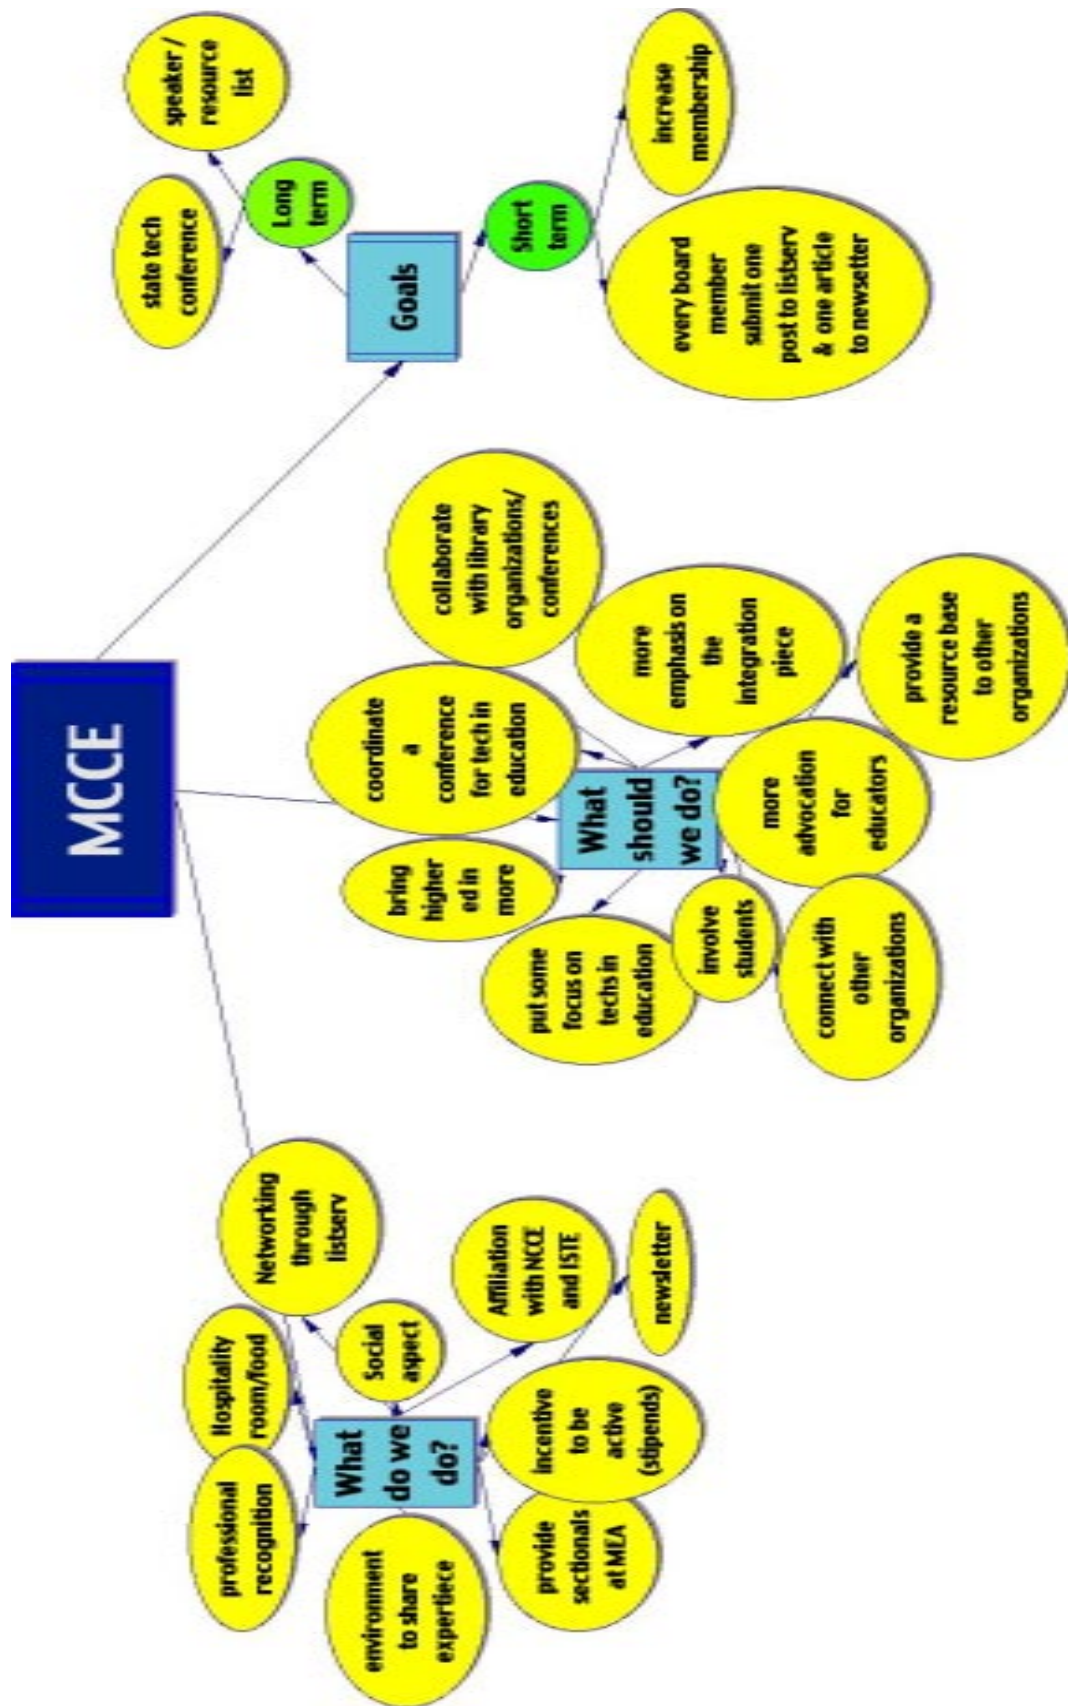 MCCE
What
do we
do?
professional
recognition
Hospitality
room/food
Networking
through
listserv
Social
aspect
environment
to share
expertiece
provide
sectionals
at MEA
incentive
to be
active
(stipends)
Affiliation
with NCCE
and ISTE
newsletter
What
should
we do?
bring
higher
ed in
more
coordinate
a
conference
for tech in
education
collaborate
with library
organizations/
conferences
put some
focus on
techs in
education
more
emphasis on
the
integration
piece
involve
students
more
advocation
for
educators
connect with
other
organizations
provide a
resource base
to other
organizations
Goals
Long
term
state tech
conference
speaker /
resource
list
Short
term
every board
member
submit one
post to listserv
& one article
to newsetter
increase
membership